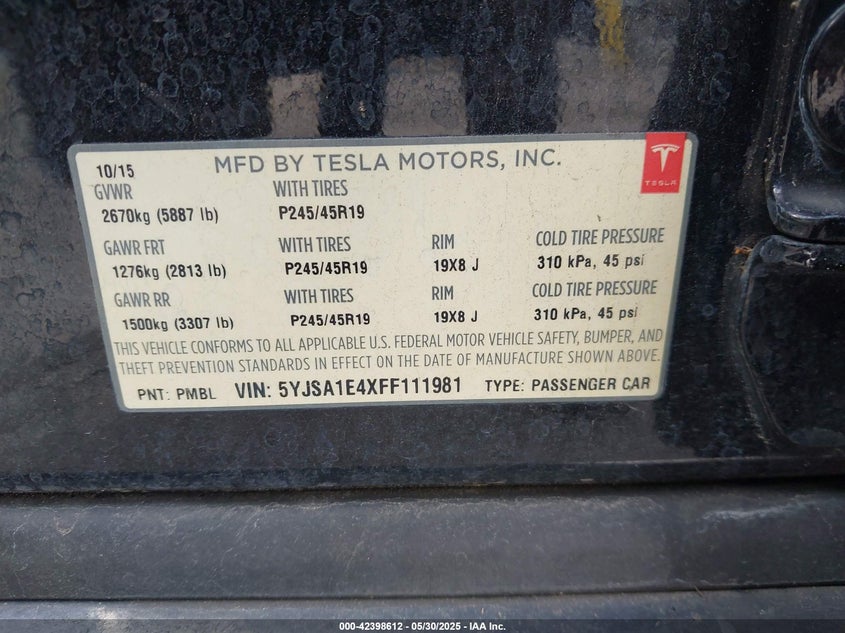 10/15 MFD BY TESLA MOTORS, INC.
TESLA
GVWR WITH TIRES
2670kg (5887 lb) P245/45R19
GAWR FRT WITH TIRES RIM COLD TIRE PRESSURE
1276kg (2813 lb) P245/45R19 19X8 J 310 kPa, 45 psi
GAWR RR WITH TIRES RIM COLD TIRE PRESSURE
1500kg (3307 lb) P245/45R19 19X8 J 310 kPa, 45 psi
THIS VEHICLE CONFORMS TO ALL APPLICABLE U.S. FEDERAL MOTOR VEHICLE SAFETY, BUMPER, AND
THEFT PREVENTION STANDARDS IN EFFECT ON THE DATE OF MANUFACTURE SHOWN ABOVE.
PNT: PMBL VIN: 5YJSA1E4XFF111981 TYPE: PASSENGER CAR
000-42398612 - 05/30/2025 - IAA Inc.